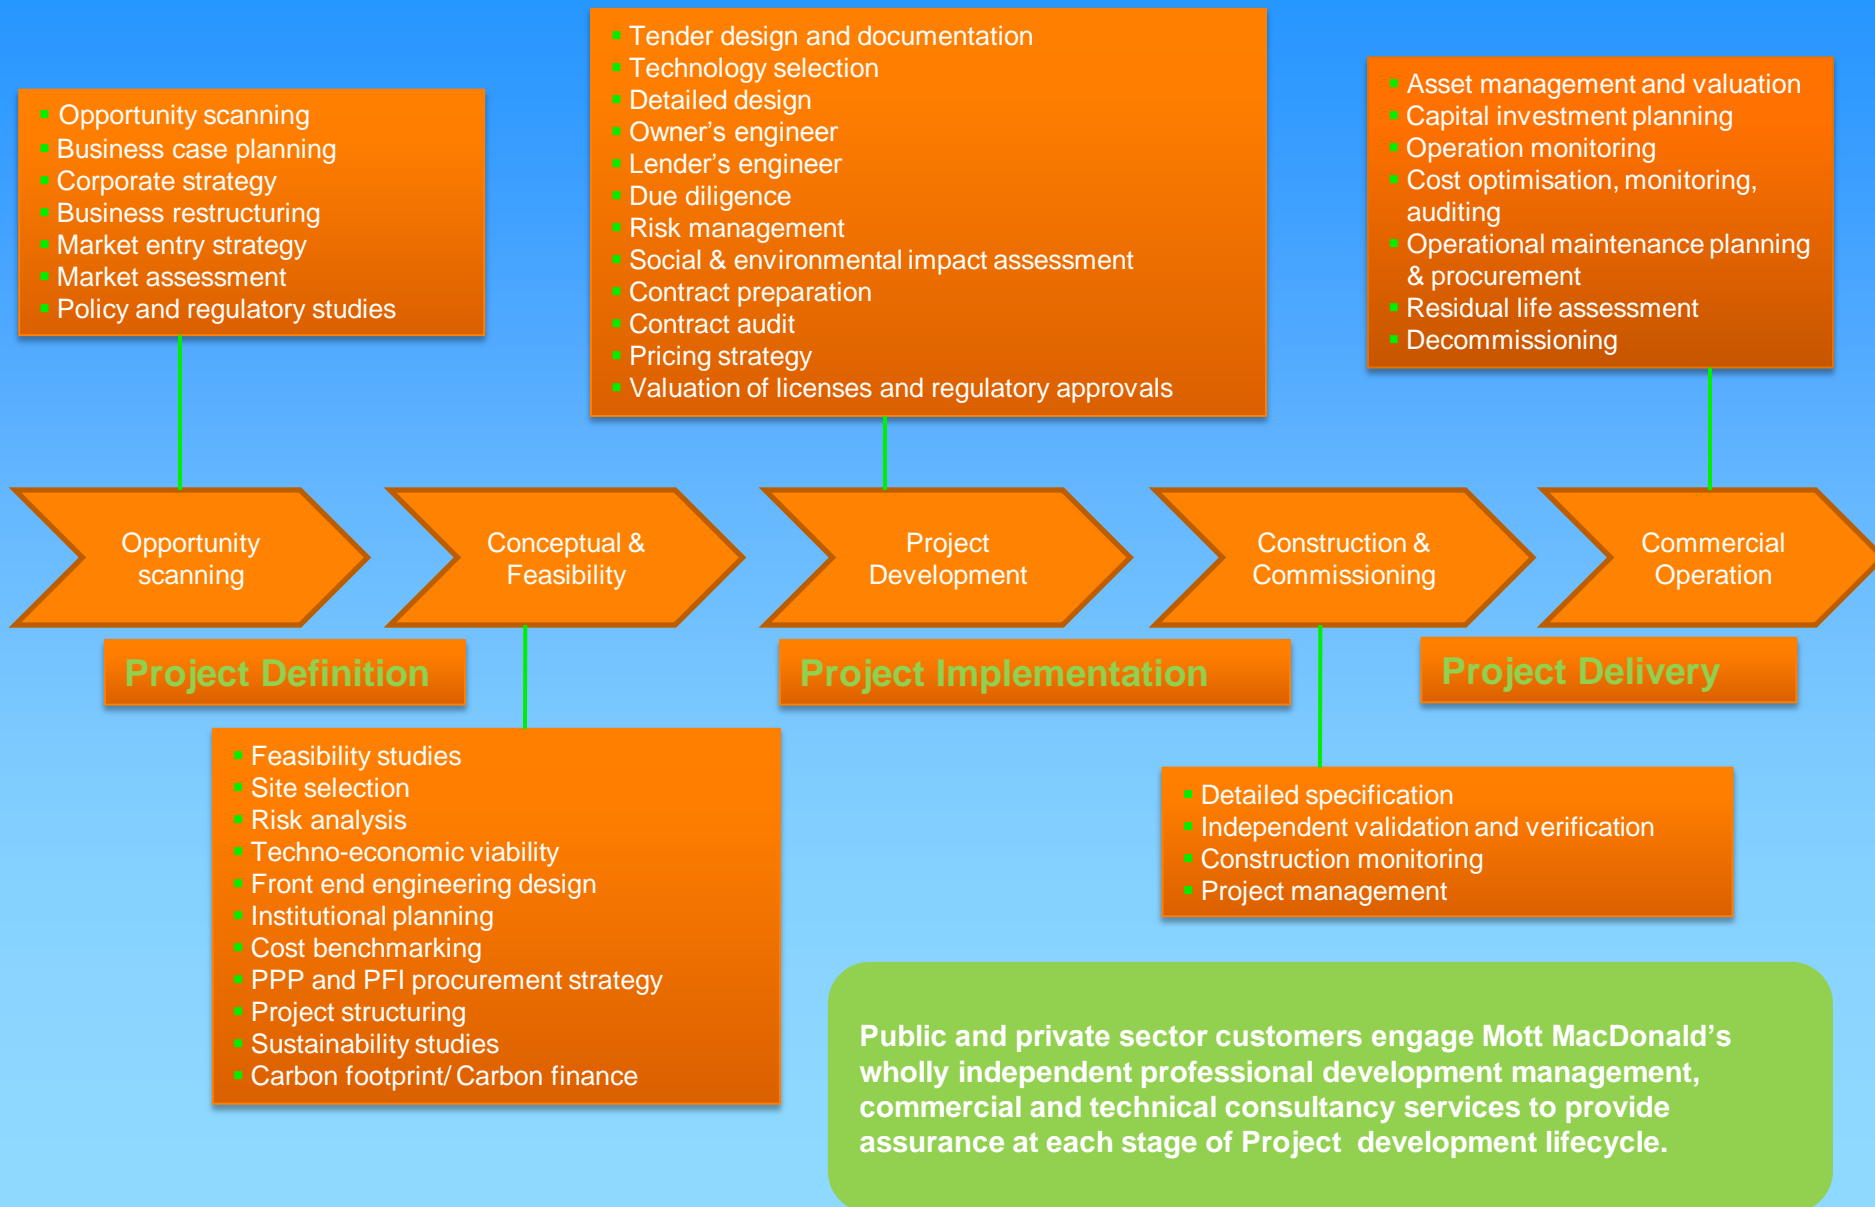 Opportunity scanning
Business case planning
Corporate strategy
Business restructuring
Market entry strategy
Market assessment
Policy and regulatory studies
Tender design and documentation
Technology selection
Detailed design
Owner’s engineer
Lender’s engineer
Due diligence
Risk management
Social & environmental impact assessment
Contract preparation
Contract audit
Pricing strategy
Valuation of licenses and regulatory approvals
Asset management and valuation
Capital investment planning
Operation monitoring
Cost optimisation, monitoring,
auditing
Operational maintenance planning
& procurement
Residual life assessment
Decommissioning
Opportunity
scanning
Conceptual &
Feasibility
Project
Development
Construction &
Commissioning
Commercial
Operation
Project Definition
Project Implementation
Project Delivery
Feasibility studies
Site selection
Risk analysis
Techno-economic viability
Front end engineering design
Institutional planning
Cost benchmarking
PPP and PFI procurement strategy
Project structuring
Sustainability studies
Carbon footprint/ Carbon finance
Detailed specification
Independent validation and verification
Construction monitoring
Project management
Public and private sector customers engage Mott MacDonald’s
wholly independent professional development management,
commercial and technical consultancy services to provide
assurance at each stage of Project  development lifecycle.